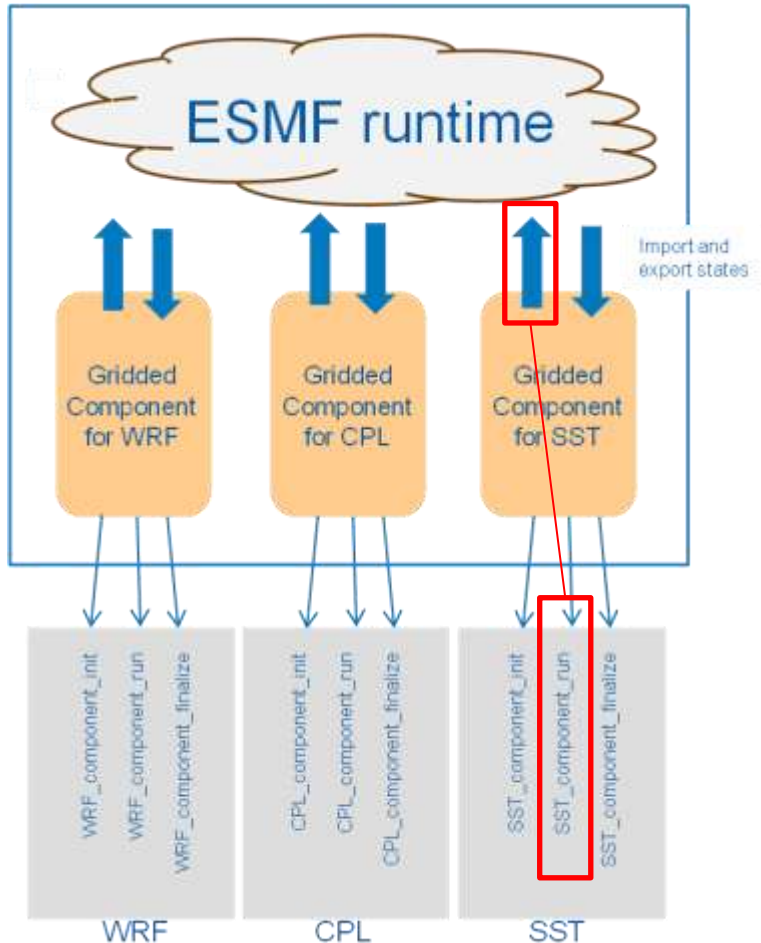 ESMF runtime
Import and
export states
Gridded
Component
for WRF
Gridded
Component
for CPL
Gridded
Component
for SST
WRF_component_init
WRF_component_run
WRF_component_finalize
CPL_component_init
CPL_component_run
CPL_component_finalize
SST_component_init
SST_component_run
SST_component_finalize
WRF
CPL
SST